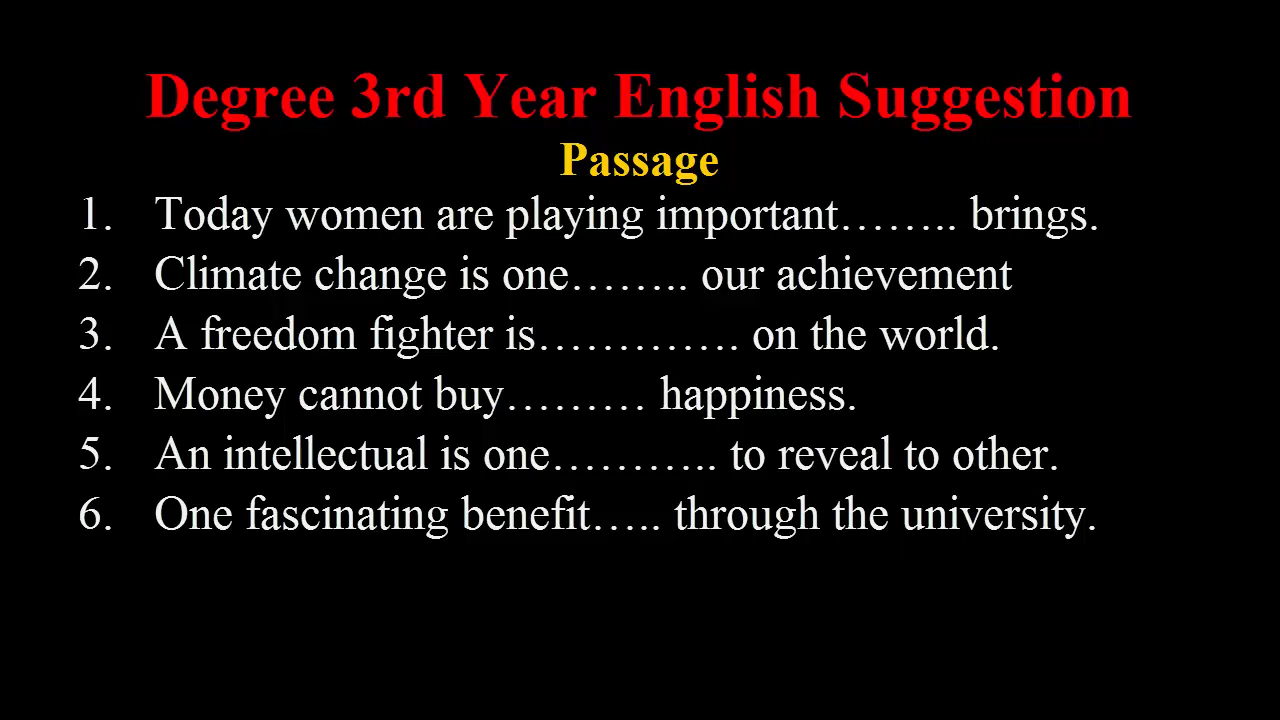 Degree 3rd Year English Suggestion
Passage
1. Today women are playing important…….. brings.
2. Climate change is one…….. our achievement
3. A freedom fighter is…………. on the world.
4. Money cannot buy……… happiness.
5. An intellectual is one……….. to reveal to other.
6. One fascinating benefit….. through the university.